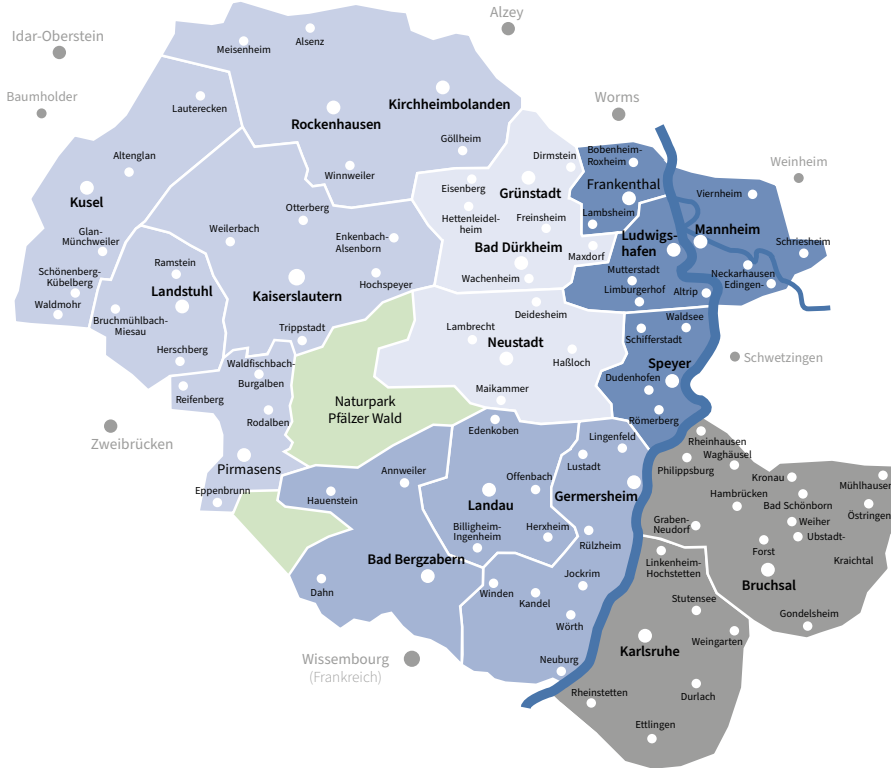 Alzey
Idar-Oberstein
Alsenz
Meisenheim
Baumholder
Worms
Kirchheimbolanden
Lauterecken
Rockenhausen
Göllheim
Altenglan
Dirmstein
Bobenheim-
Roxheim
Weinheim
Winnweiler
Eisenberg
Grünstadt
Frankenthal
Viernheim
Kusel
Otterberg
Hettenleidel-
heim
Freinsheim
Lambsheim
Weilerbach
Glan-
Münchweiler
Enkenbach-
Alsenborn
Bad Dürkheim
Maxdorf
Ludwigs-
hafen
Mannheim
Schriesheim
Ramstein
Schönenberg-
Kübelberg
Wachenheim
Mutterstadt
Neckarhausen
Edingen-
Landstuhl
Kaiserslautern
Hochspeyer
Limburgerhof
Altrip
Waldmohr
Bruchmühlbach-
Miesau
Deidesheim
Waldsee
Trippstadt
Lambrecht
Neustadt
Schifferstadt
Herschberg
Haßloch
Schwetzingen
Waldfischbach-
Burgalben
Speyer
Dudenhofen
Maikammer
Reifenberg
Naturpark
Pfälzer Wald
Rodalben
Römerberg
Zweibrücken
Edenkoben
Lingenfeld
Rheinhausen
Waghäusel
Pirmasens
Annweiler
Lustadt
Philippsburg
Kronau
Mühlhausen
Eppenbrunn
Hauenstein
Offenbach
Landau
Germersheim
Hambrücken
Bad Schönborn
Östringen
Billigheim-
Ingenheim
Herxheim
Graben-
Neudorf
Weiher
Ubstadt-
Rülzheim
Forst
Kraichtal
Bad Bergzabern
Linkenheim-
Hochstetten
Jockrim
Bruchsal
Dahn
Winden
Kandel
Stutensee
Gondelsheim
Wörth
Weingarten
Karlsruhe
Wissembourg
(Frankreich)
Neuburg
Rheinstetten
Durlach
Ettlingen